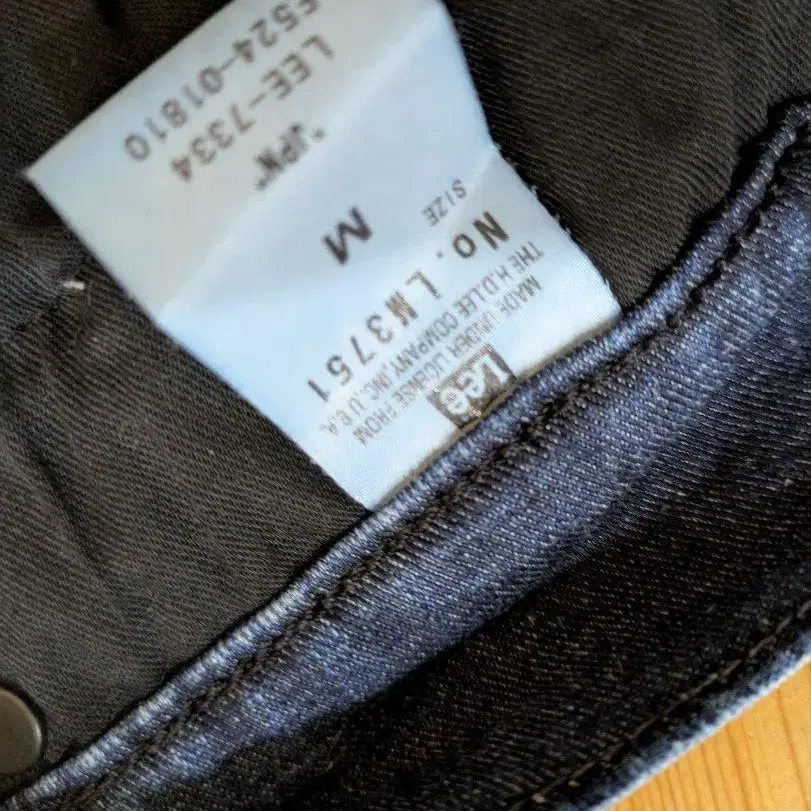 Lee
MADE UNDER LICENSE FROM
THE H.D.LEE COMPANY,INC,U.S.A.
No. LM3751
SIZE
M
"JPN"
LEE-7334
F524-01810